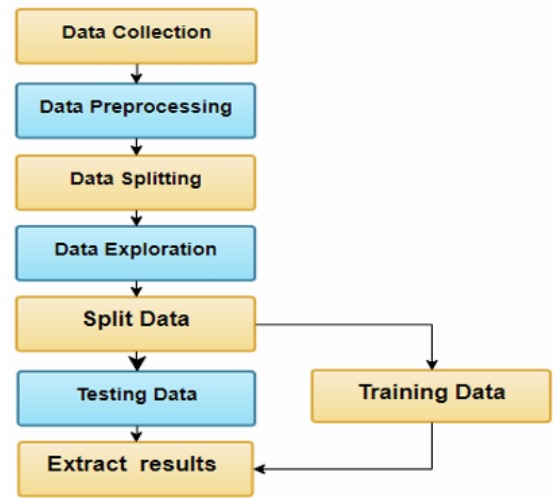 Data Collection
Data Preprocessing
Data Splitting
Data Exploration
Split Data
Testing Data
Training Data
Extract results